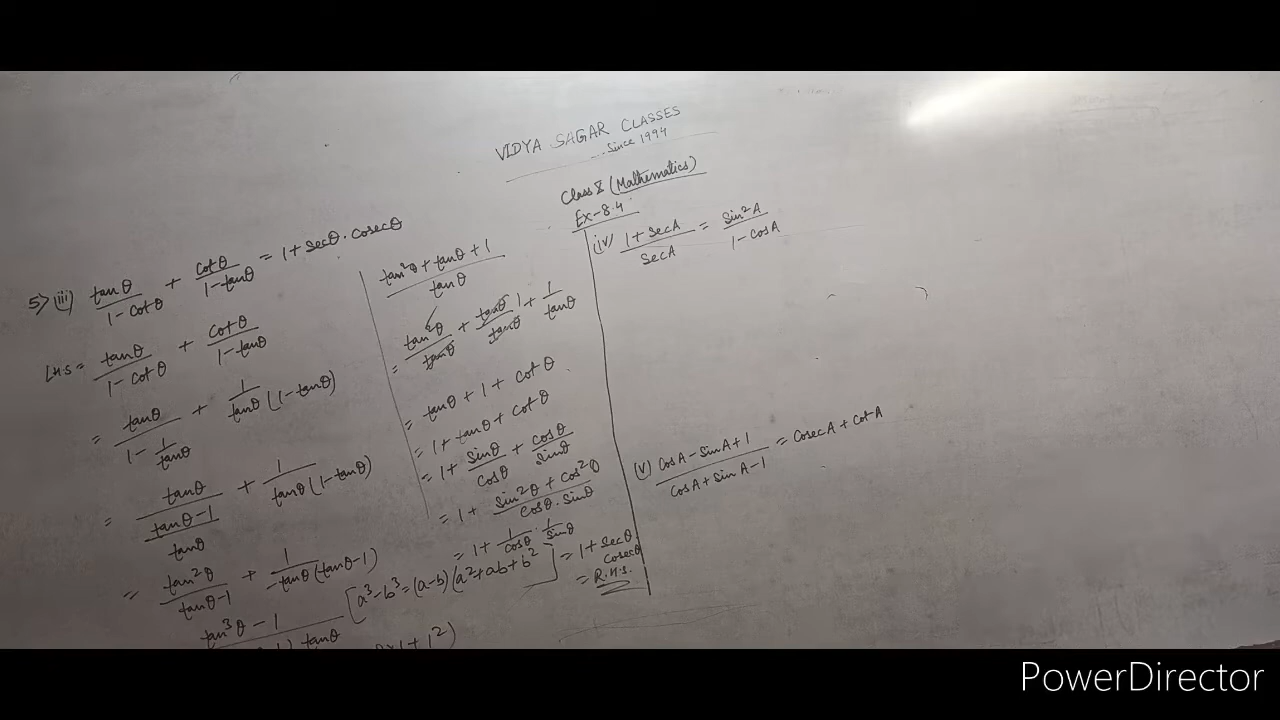 VIDYA SAGAR CLASSES
...Since 1994
Class X (Mathematics)
Ex-8.4
5> (iii) tanθ/(1-cotθ) + cotθ/(1-tanθ) = 1+secθ.cosecθ
L.H.S = tanθ/(1-cotθ) + cotθ/(1-tanθ)
= tanθ/(1-1/tanθ) + 1/tanθ(1-tanθ)
= tanθ/((tanθ-1)/tanθ) + 1/tanθ(1-tanθ)
= tan²θ/(tanθ-1) + 1/-tanθ(tanθ-1)
tan³θ-1
tanθ
[a³-b³=(a-b)(a²+ab+b²]
×1+1²)
(tan²θ+tanθ+1)/tanθ
= tan²θ/tanθ + tanθ/tanθ 1 + 1/tanθ
= tanθ+1+cotθ
= 1+tanθ+cotθ
= 1+ sinθ/cosθ + cosθ/sinθ
= 1+ (sin²θ+cos²θ)/(cosθ.sinθ)
= 1+ 1/cosθ . 1/sinθ
= 1+secθ
cosecθ
= R.H.S.
(iv) (1+secA)/secA = sin²A/(1-cosA)
(v) (cosA-sinA+1)/(cosA+sinA-1) = cosecA+cotA
PowerDirector